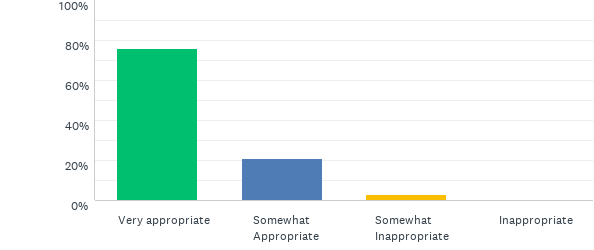 100%
80%
60%
40%
20%
0%
Very appropriate
Somewhat
Appropriate
Somewhat
Inappropriate
Inappropriate